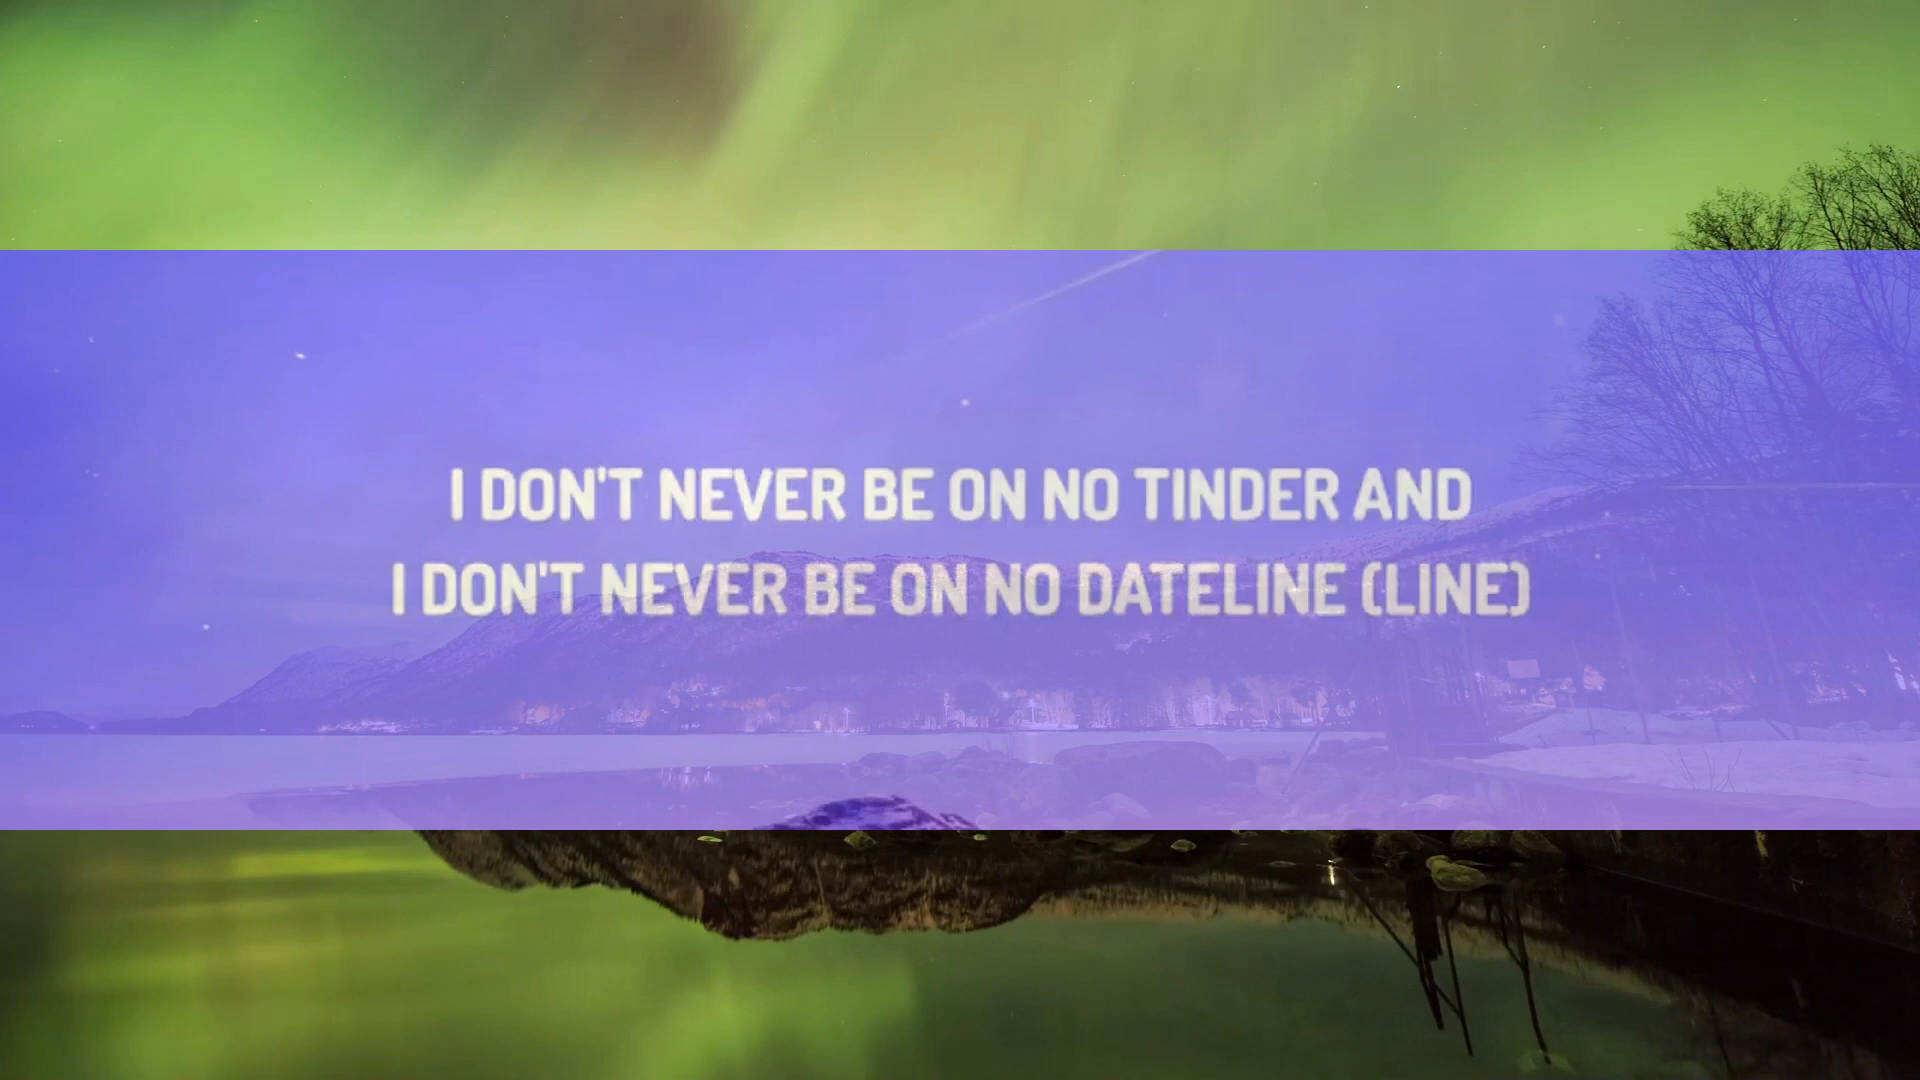 I DON'T NEVER BE ON NO TINDER AND
I DON'T NEVER BE ON NO DATELINE (LINE)